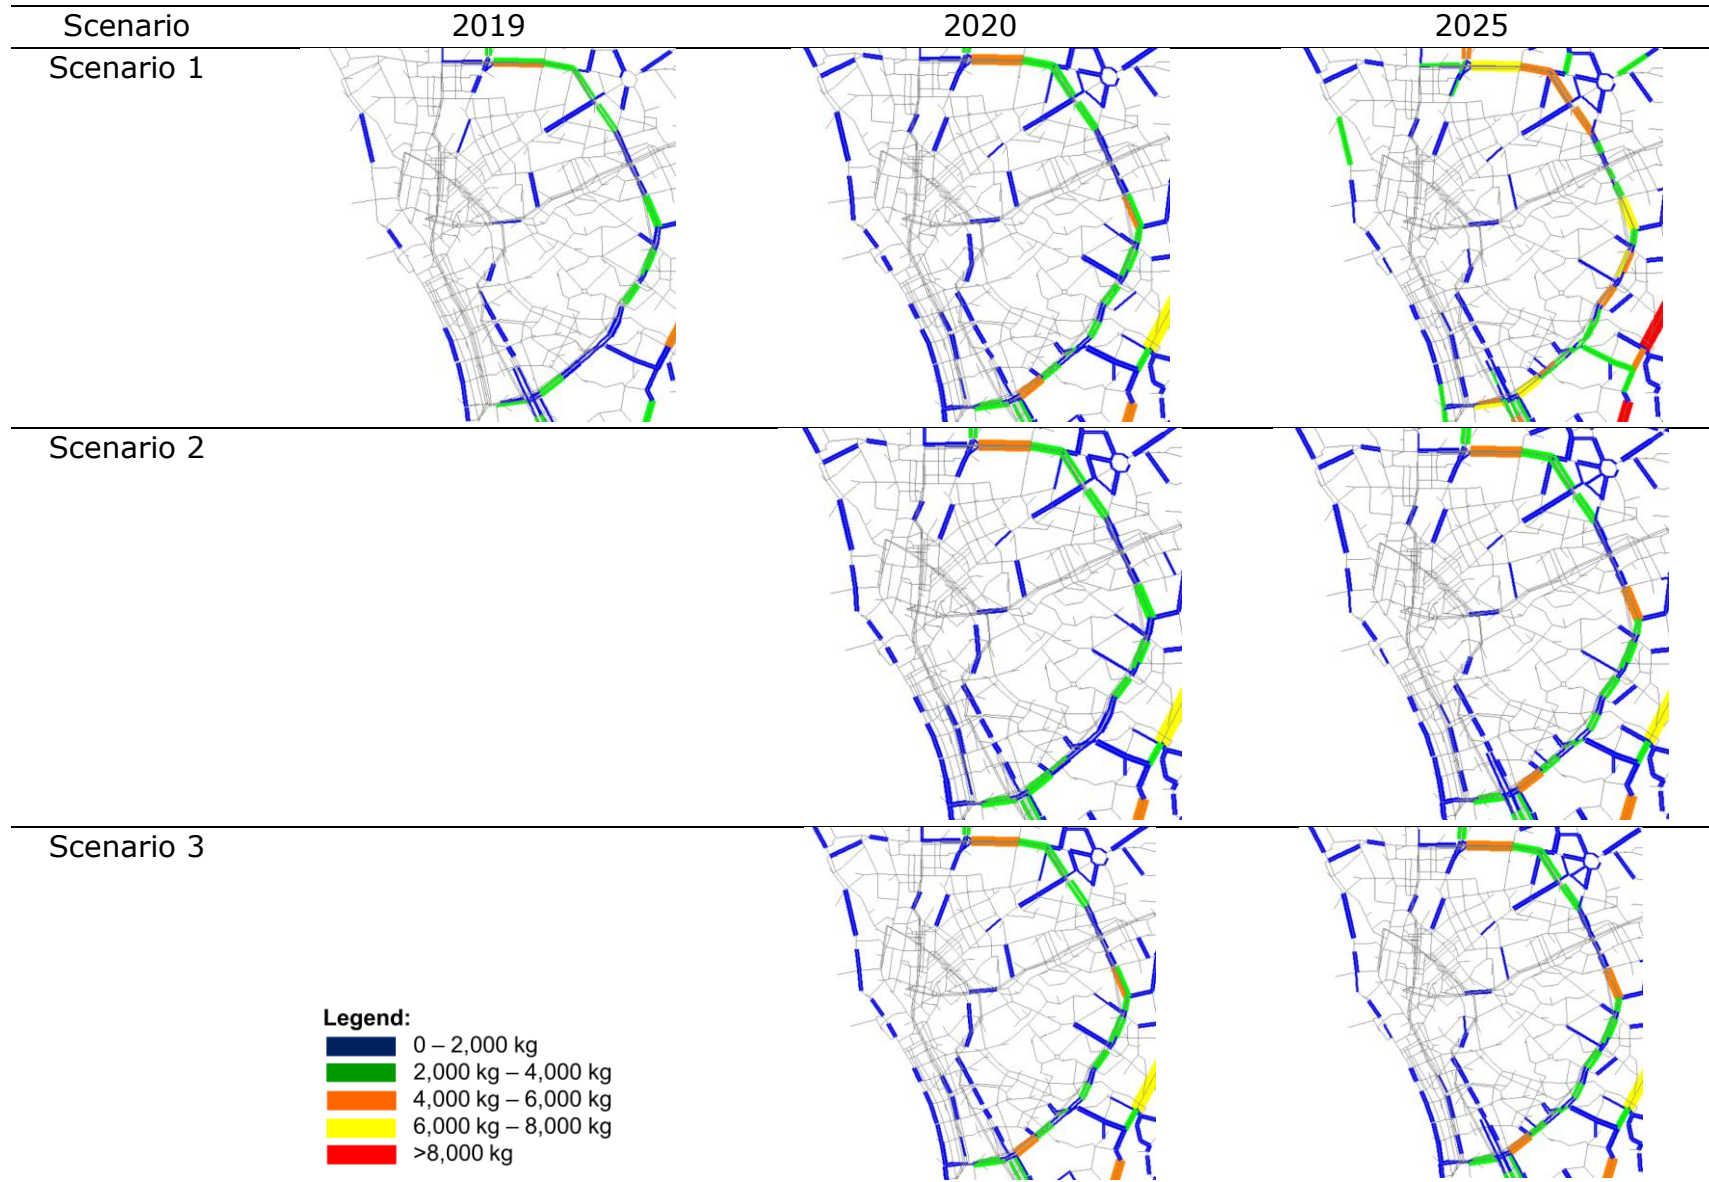 Scenario 2019 2020 2025
Scenario 1
Scenario 2
Scenario 3
Legend:
0 – 2,000 kg
2,000 kg – 4,000 kg
4,000 kg – 6,000 kg
6,000 kg – 8,000 kg
>8,000 kg